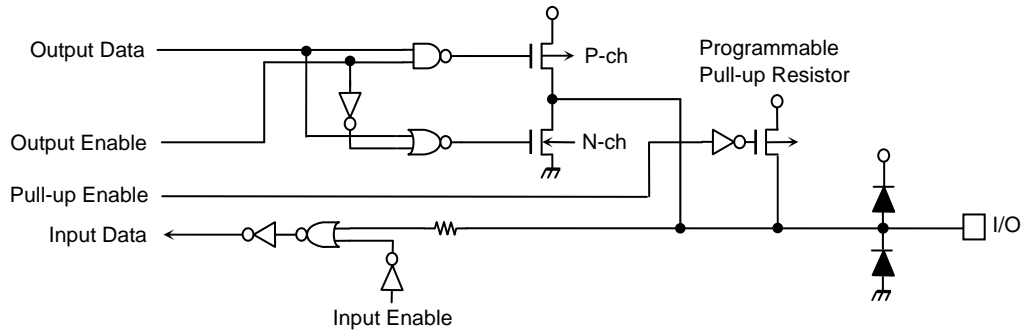 Output Data
P-ch
Programmable
Pull-up Resistor
Output Enable
N-ch
Pull-up Enable
Input Data
I/O
Input Enable